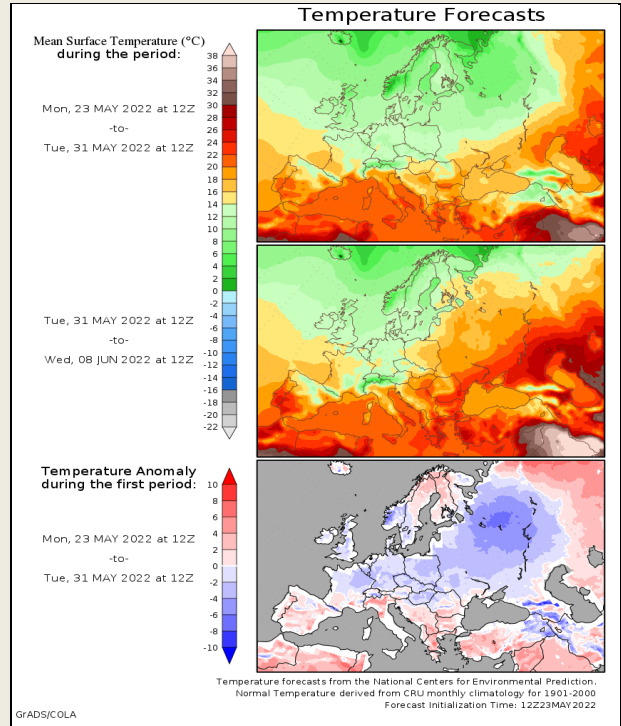 Temperature Forecasts
Mean Surface Temperature (°C)
during the period:
Mon, 23 MAY 2022 at 12Z
-to-
Tue, 31 MAY 2022 at 12Z
38
36
34
32
30
28
26
24
22
20
18
16
14
12
10
8
6
4
2
0
-2
-4
-6
-8
-10
-12
-14
-16
-18
-20
-22
Tue, 31 MAY 2022 at 12Z
-to-
Wed, 08 JUN 2022 at 12Z
Temperature Anomaly
during the first period:
Mon, 23 MAY 2022 at 12Z
-to-
Tue, 31 MAY 2022 at 12Z
10
8
6
4
2
0
-2
-4
-6
-8
-10
Temperature forecasts from the National Centers for Environmental Prediction.
Normal Temperature derived from CRU monthly climatology for 1901-2000
Forecast Initialization Time: 12Z23MAY2022
GrADS/COLA